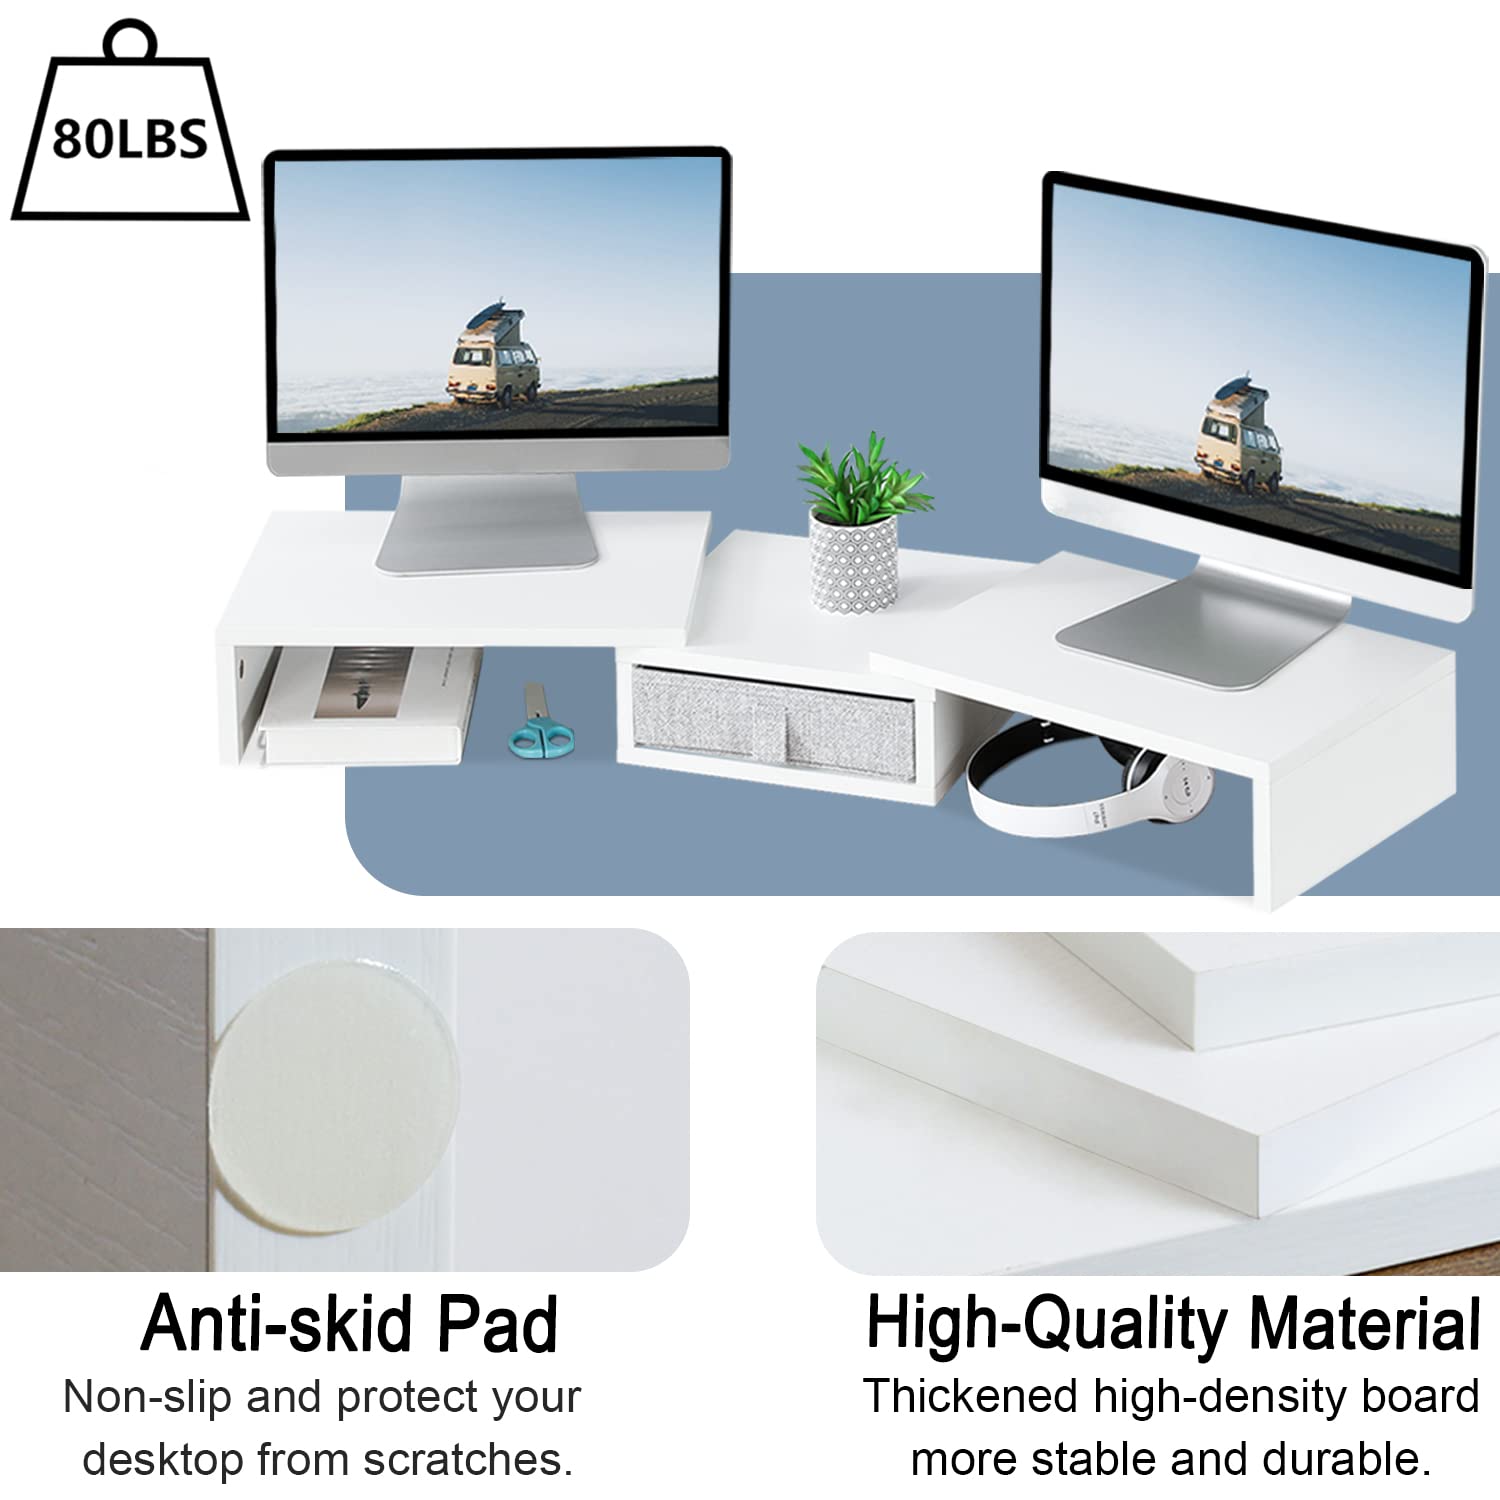 80LBS
Anti-skid Pad
Non-slip and protect your
desktop from scratches.
High-Quality Material
Thickened high-density board
more stable and durable.